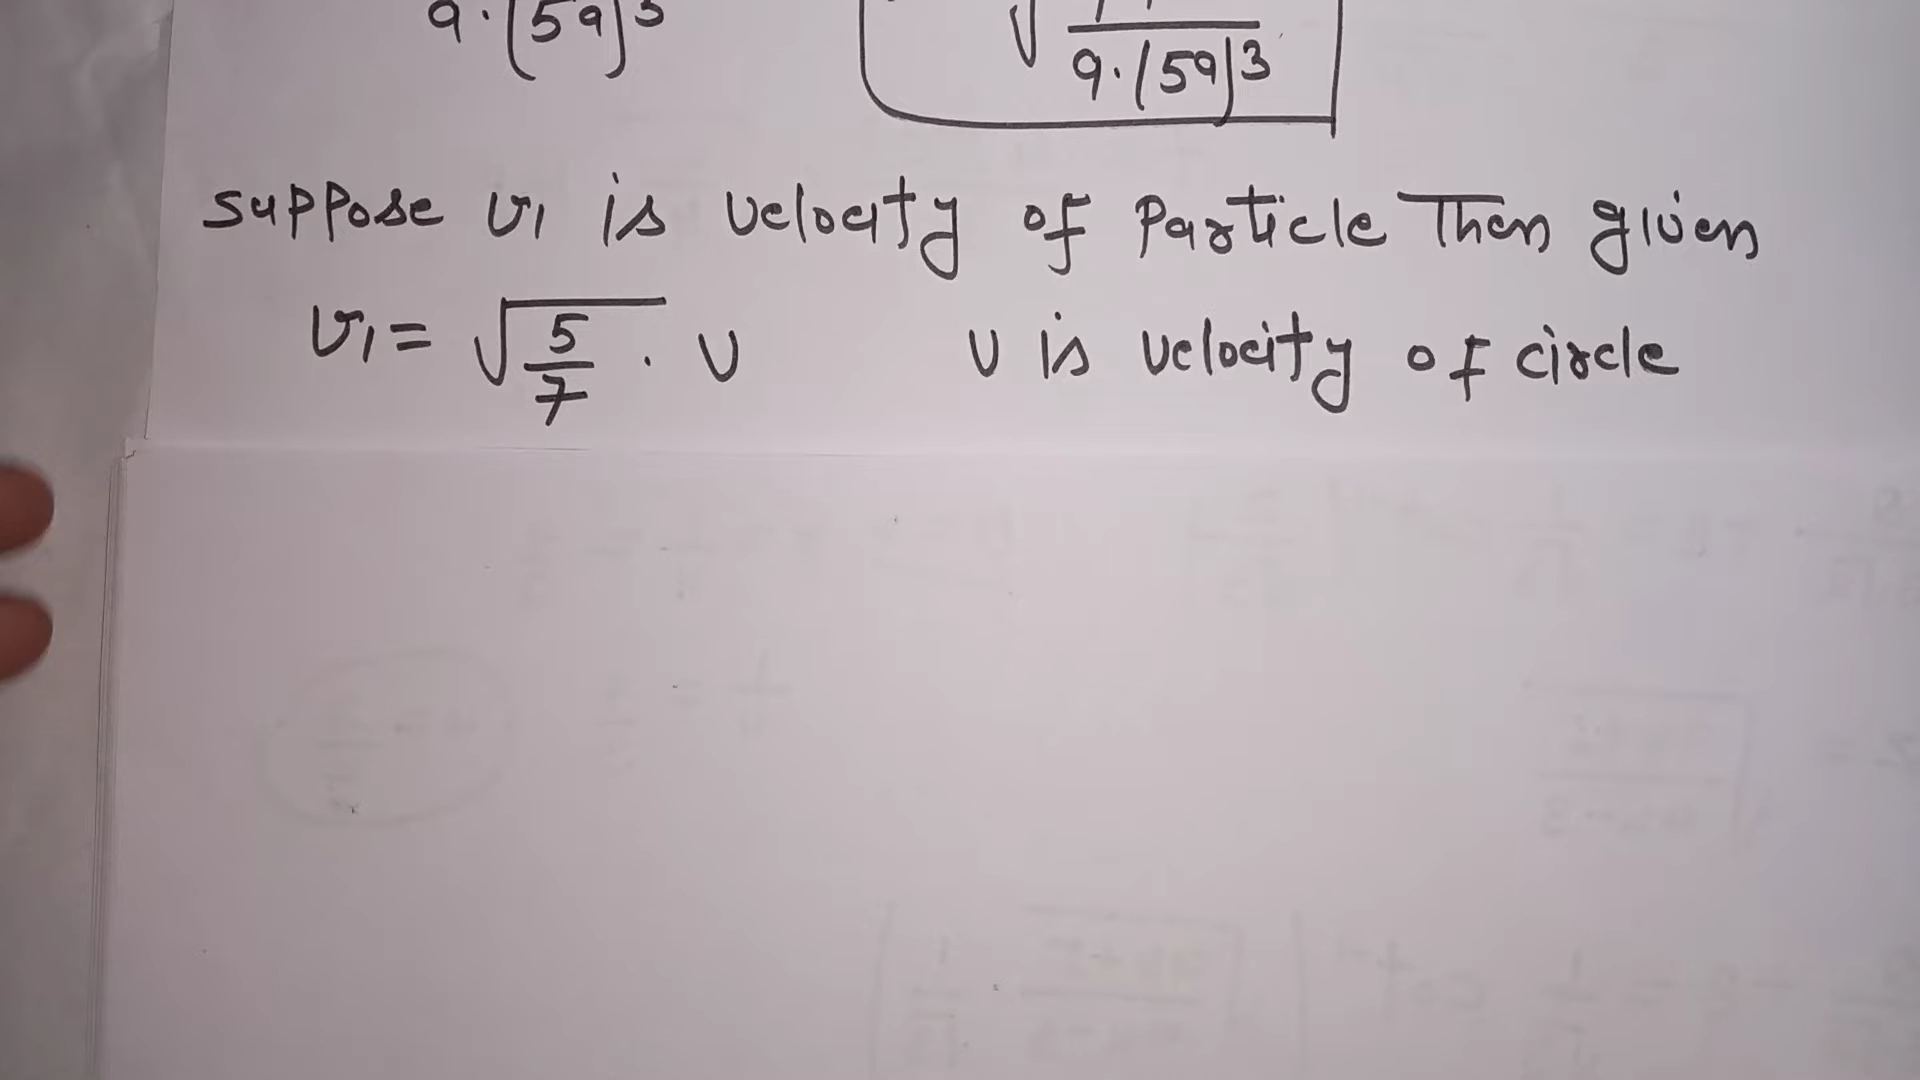 9.(59)3
√ 9.(59)3
suppose v1 is velocity of particle Then given
v1 = √5/7 . v v is velocity of circle